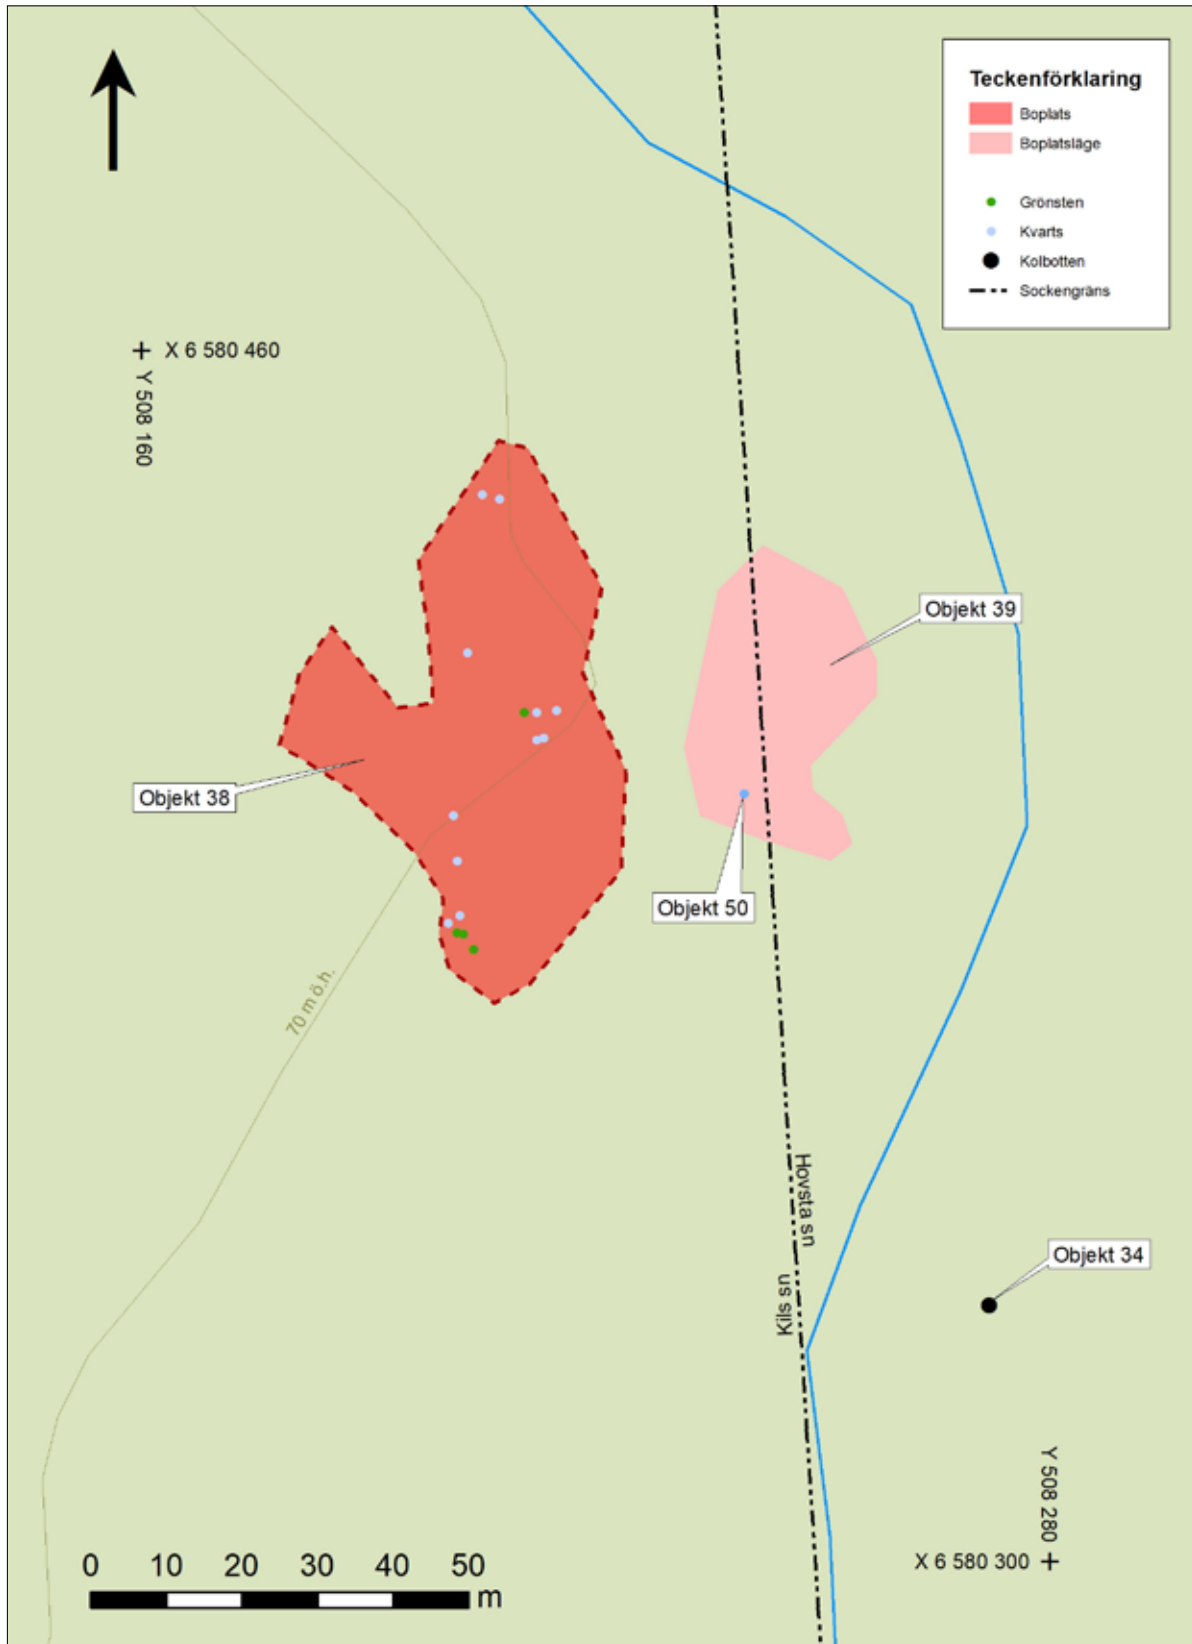 Teckenförklaring
Boplats
Boplatsläge
Grönsten
Kvarts
Kolbotten
Sockengräns
X 6 580 460
Y 508 160
Objekt 39
Objekt 38
Objekt 50
70 m ö.h.
Hovsta sn
Kils sn
Objekt 34
Y 508 280
X 6 580 300
0 10 20 30 40 50
m